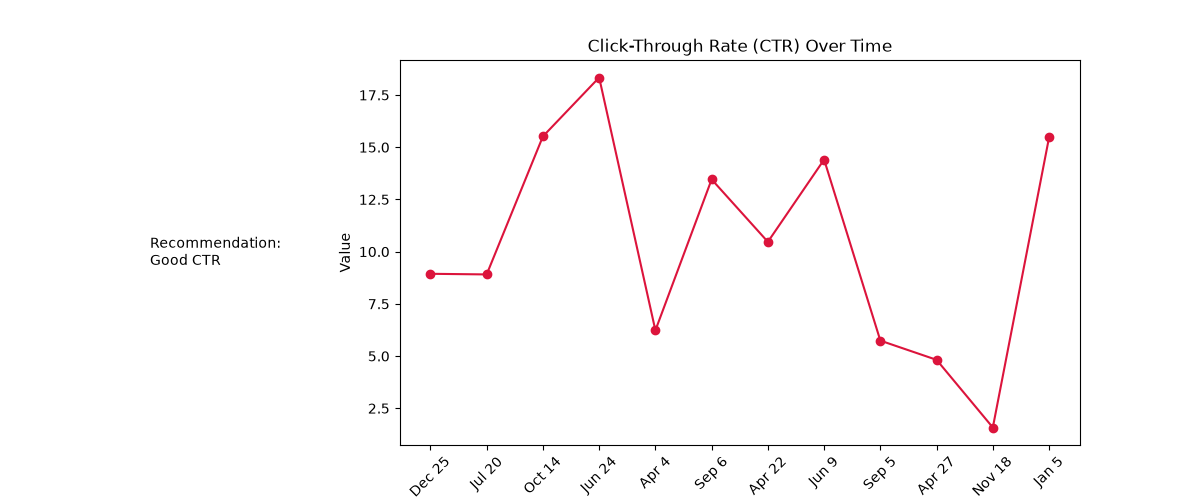 Click-Through Rate (CTR) Over Time
Recommendation:
Good CTR
Value
17.5
15.0
12.5
10.0
7.5
5.0
2.5
Dec 25
Jul 20
Oct 14
Jun 24
Apr 4
Sep 6
Apr 22
Jun 9
Sep 5
Apr 27
Nov 18
Jan 5